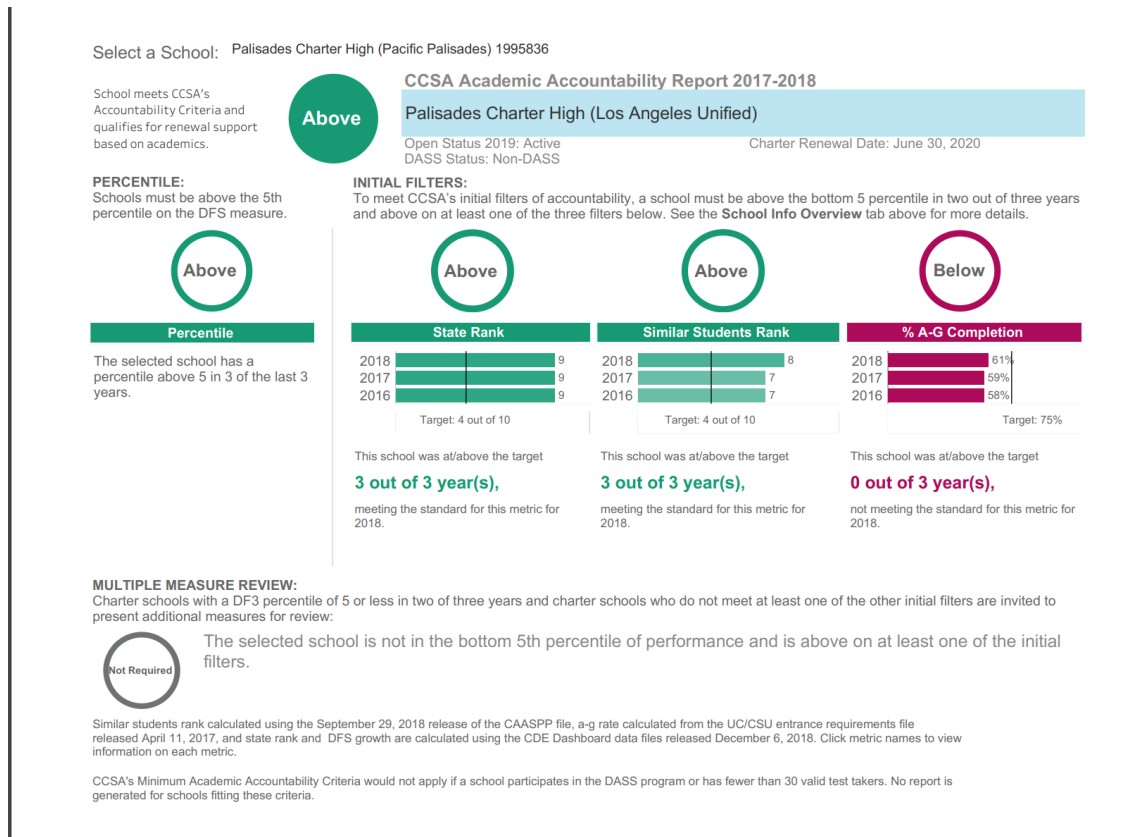 Select a School: Palisades Charter High (Pacific Palisades) 1995836
School meets CCSA's
Accountability Criteria and
qualifies for renewal support
based on academics.
Above
CCSA Academic Accountability Report 2017-2018
Palisades Charter High (Los Angeles Unified)
Open Status 2019: Active
Charter Renewal Date: June 30, 2020
DASS Status: Non-DASS
PERCENTILE:
Schools must be above the 5th
percentile on the DFS measure.
Above
Percentile
The selected school has a
percentile above 5 in 3 of the last 3
years.
INITIAL FILTERS:
To meet CCSA's initial filters of accountability, a school must be above the bottom 5 percentile in two out of three years
and above on at least one of the three filters below. See the School Info Overview tab above for more details.
Above
State Rank
2018 9
2017 9
2016 9
Target: 4 out of 10
This school was at/above the target
3 out of 3 year(s),
meeting the standard for this metric for
2018.
Above
Similar Students Rank
2018 8
2017 7
2016 7
Target: 4 out of 10
This school was at/above the target
3 out of 3 year(s),
meeting the standard for this metric for
2018.
Below
% A-G Completion
2018 61%
2017 59%
2016 58%
Target: 75%
This school was at/above the target
0 out of 3 year(s),
not meeting the standard for this metric for
2018.
MULTIPLE MEASURE REVIEW:
Charter schools with a DF3 percentile of 5 or less in two of three years and charter schools who do not meet at least one of the other initial filters are invited to
present additional measures for review:
Not Required
The selected school is not in the bottom 5th percentile of performance and is above on at least one of the initial
filters.
Similar students rank calculated using the September 29, 2018 release of the CAASPP file, a-g rate calculated from the UC/CSU entrance requirements file
released April 11, 2017, and state rank and DFS growth are calculated using the CDE Dashboard data files released December 6, 2018. Click metric names to view
information on each metric.
CCSA's Minimum Academic Accountability Criteria would not apply if a school participates in the DASS program or has fewer than 30 valid test takers. No report is
generated for schools fitting these criteria.